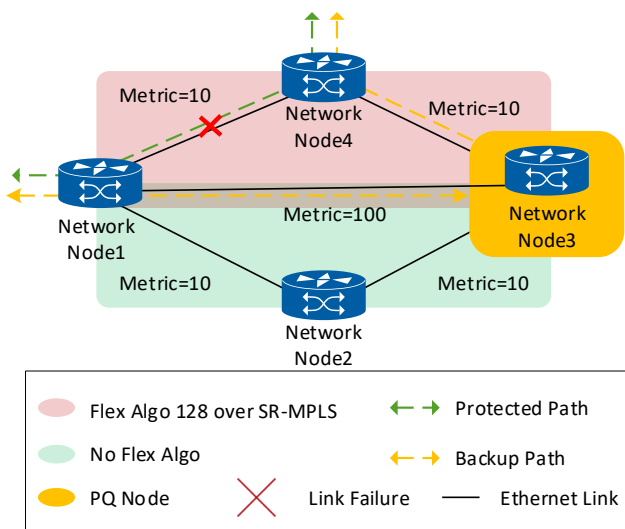 Metric=10
Metric=10
Network
Node4
Network
Node1
Metric=100
Network
Node3
Metric=10
Metric=10
Network
Node2
Flex Algo 128 over SR-MPLS
Protected Path
No Flex Algo
Backup Path
PQ Node
Link Failure
Ethernet Link